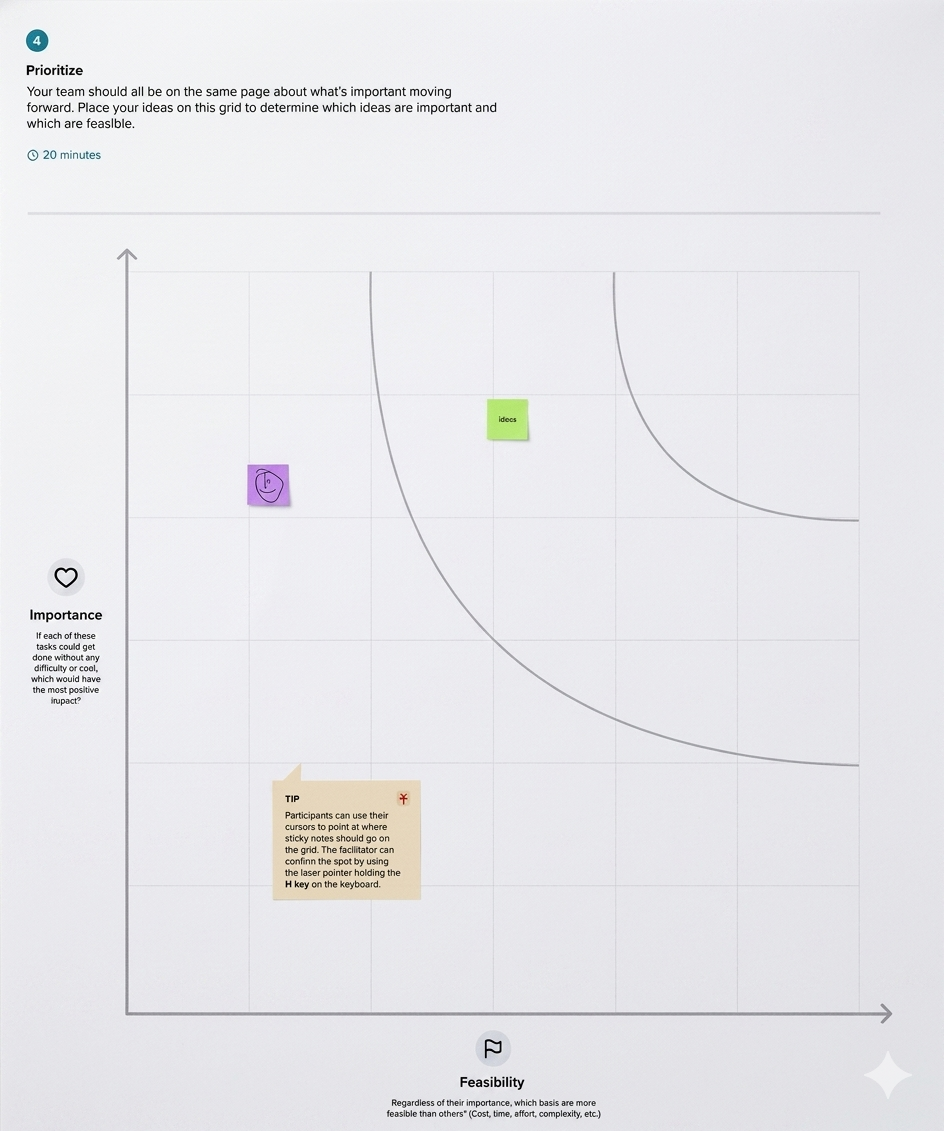 4
Prioritize
Your team should all be on the same page about what's important moving
forward. Place your ideas on this grid to determine which ideas are important and
which are feasible.
20 minutes
idecs
Importance
If each of these
tasks could get
done without any
difficulty or cool,
which would have
the most positive
irupact?
TIP
Participants can use their
cursors to point at where
sticky notes should go on
the grid. The facilitator can
confinn the spot by using
the laser pointer holding the
H key on the keyboard.
Feasibility
Regardless of their importance, which basis are more
feasible than others" (Cost, time, affort, complexity, etc.)